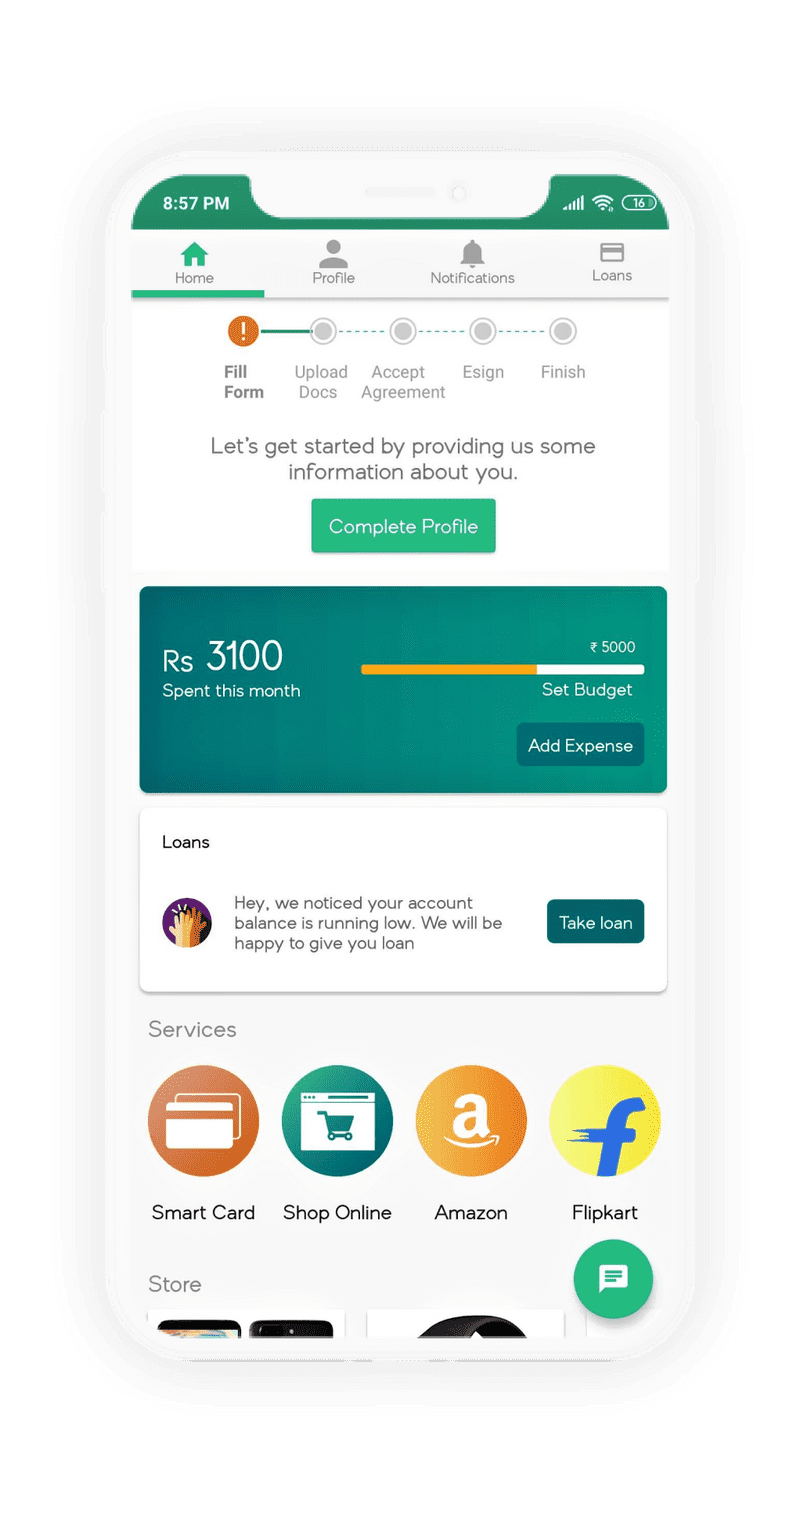 8:57 PM
16
Home
Profile
Notifications
Loans
!
Fill
Form
Upload
Docs
Accept
Agreement
Esign
Finish
Let's get started by providing us some
information about you.
Complete Profile
Rs 3100
Spent this month
₹ 5000
Set Budget
Add Expense
Loans
Hey, we noticed your account
balance is running low. We will be
happy to give you loan
Take loan
Services
a
f
Smart Card
Shop Online
Amazon
Flipkart
Store